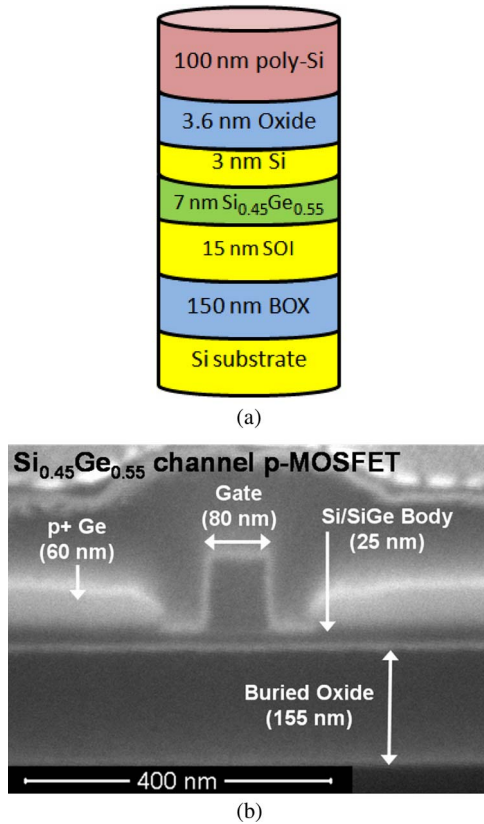 100 nm poly-Si
3.6 nm Oxide
3 nm Si
7 nm Si0.45Ge0.55
15 nm SOI
150 nm BOX
Si substrate
(a)
Si0.45Ge0.55 channel p-MOSFET
Gate
(80 nm)
p+ Ge
(60 nm)
Si/SiGe Body
(25 nm)
Buried Oxide
(155 nm)
400 nm
(b)